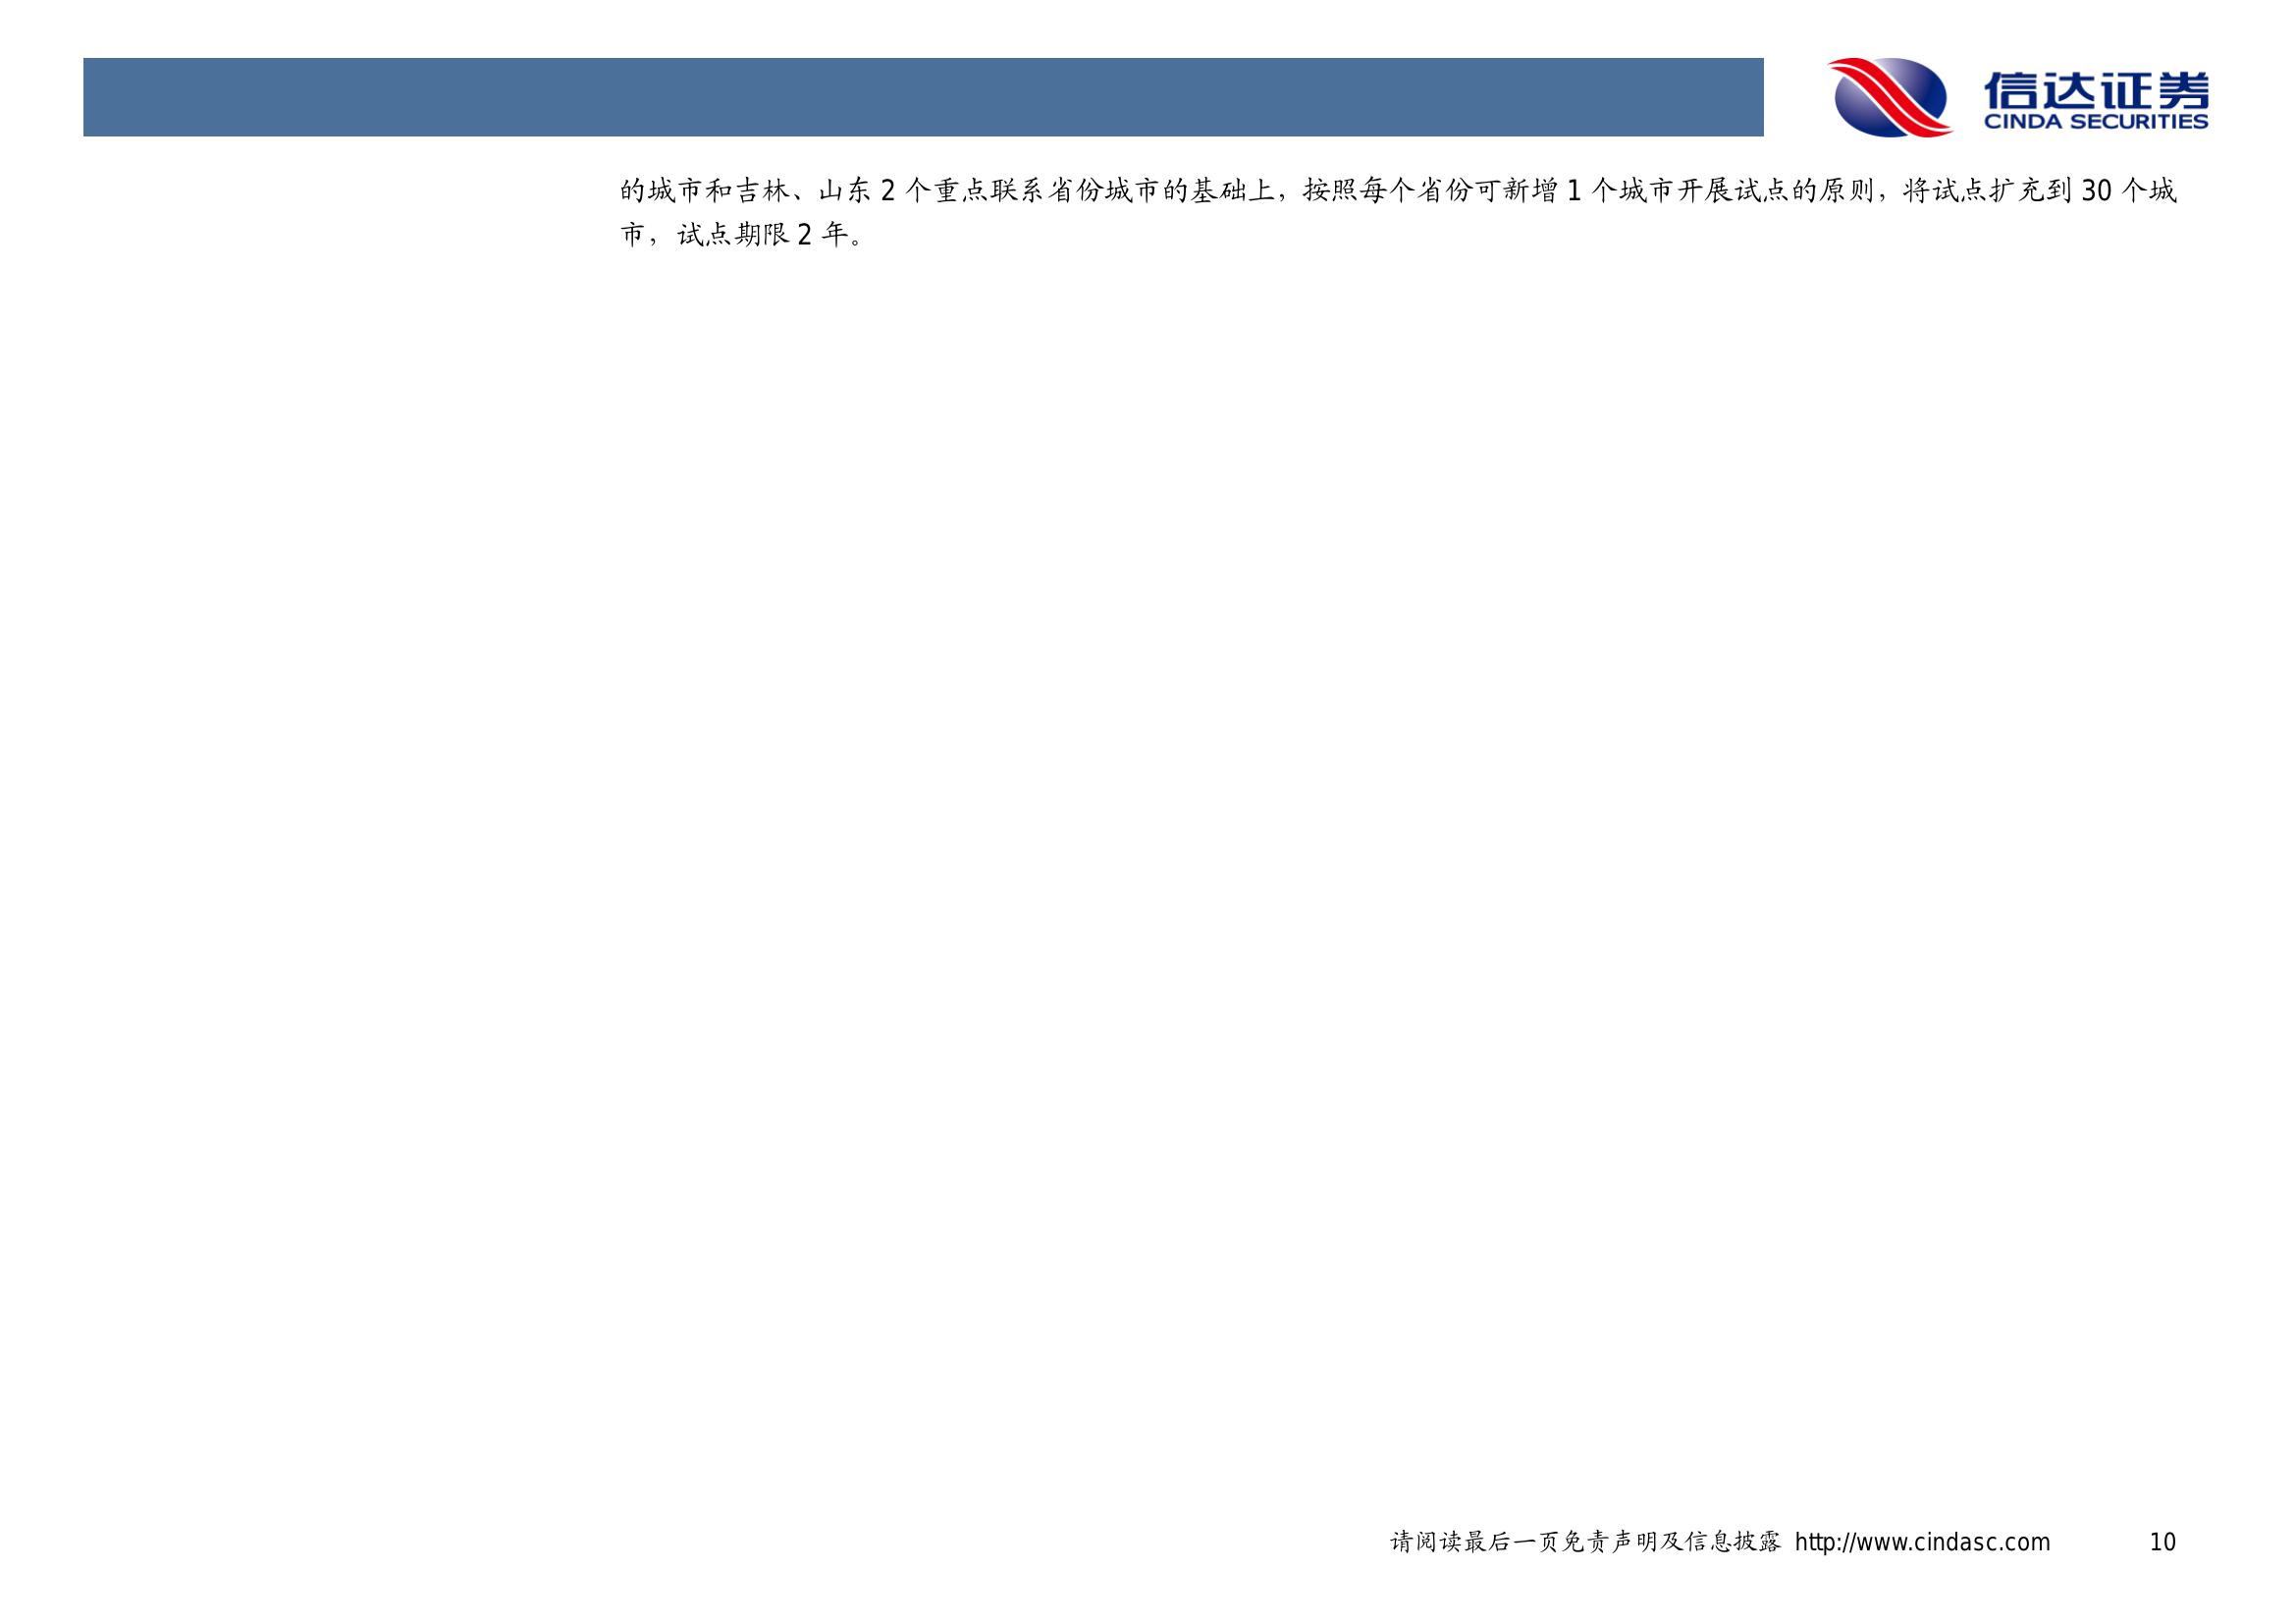 信达证券
CINDA SECURITIES
的城市和吉林、山东 2 个重点联系省份城市的基础上，按照每个省份可新增 1 个城市开展试点的原则，将试点扩充到 30 个城
市，试点期限 2 年。
请阅读最后一页免责声明及信息披露 http://www.cindasc.com 10